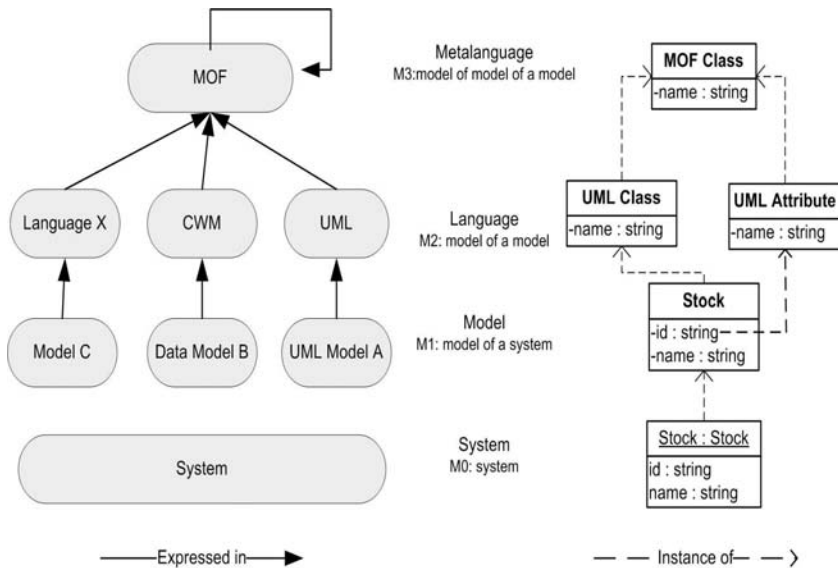 MOF
Metalanguage
M3:model of model of a model
MOF Class
-name : string
Language X
CWM
UML
Language
M2: model of a model
UML Class
-name : string
UML Attribute
-name : string
Model C
Data Model B
UML Model A
Model
M1: model of a system
Stock
-id : string
-name : string
System
System
M0: system
Stock : Stock
id : string
name : string
Expressed in
Instance of